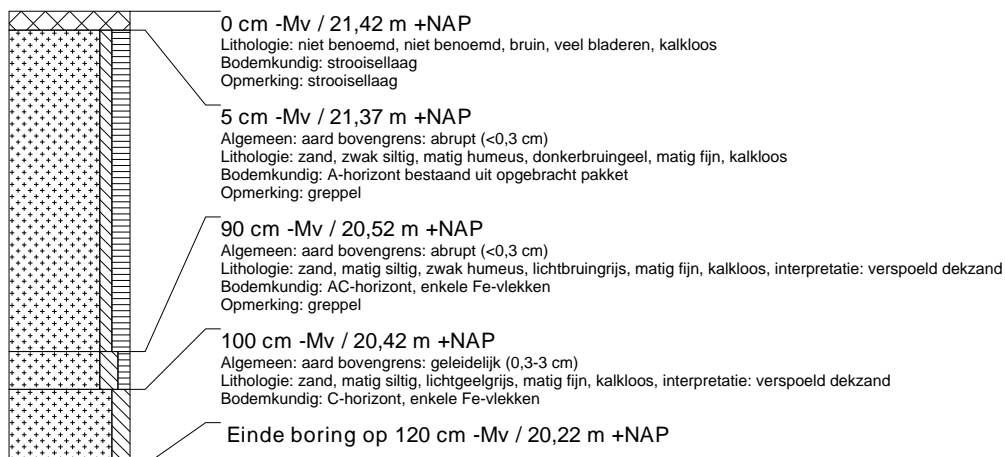 0 cm -Mv / 21,42 m +NAP
Lithologie: niet benoemd, niet benoemd, bruin, veel bladeren, kalkloos
Bodemkundig: strooisellaag
Opmerking: strooisellaag
5 cm -Mv / 21,37 m +NAP
Algemeen: aard bovengrens: abrupt (<0,3 cm)
Lithologie: zand, zwak siltig, matig humeus, donkerbruingeel, matig fijn, kalkloos
Bodemkundig: A-horizont bestaand uit opgebracht pakket
Opmerking: greppel
90 cm -Mv / 20,52 m +NAP
Algemeen: aard bovengrens: abrupt (<0,3 cm)
Lithologie: zand, matig siltig, zwak humeus, lichtbruingrijs, matig fijn, kalkloos, interpretatie: verspoeld dekzand
Bodemkundig: AC-horizont, enkele Fe-vlekken
Opmerking: greppel
100 cm -Mv / 20,42 m +NAP
Algemeen: aard bovengrens: geleidelijk (0,3-3 cm)
Lithologie: zand, matig siltig, lichtgeelgrijs, matig fijn, kalkloos, interpretatie: verspoeld dekzand
Bodemkundig: C-horizont, enkele Fe-vlekken
Einde boring op 120 cm -Mv / 20,22 m +NAP